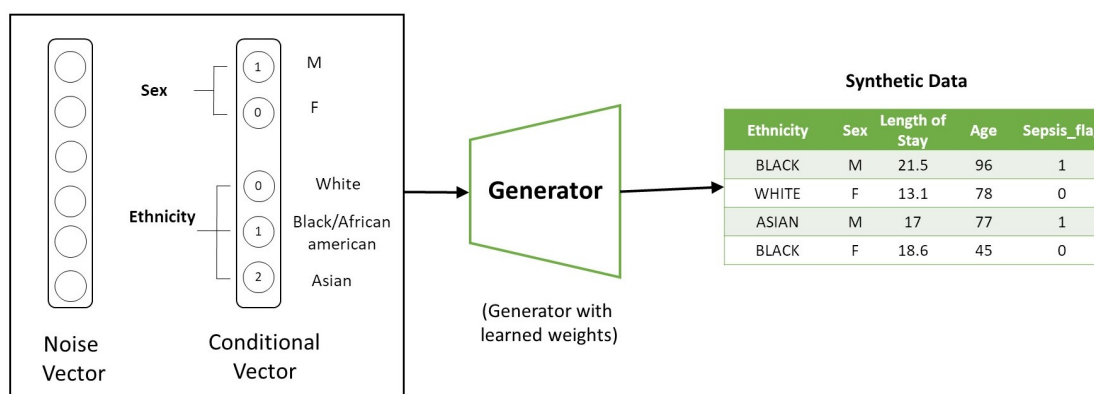 Sex
1 M
0 F
Ethnicity
0 White
1 Black/African
american
2 Asian
Noise
Vector
Conditional
Vector
Generator
(Generator with
learned weights)
Synthetic Data
Ethnicity Sex Length of Stay Age Sepsis_fla
BLACK M 21.5 96 1
WHITE F 13.1 78 0
ASIAN M 17 77 1
BLACK F 18.6 45 0